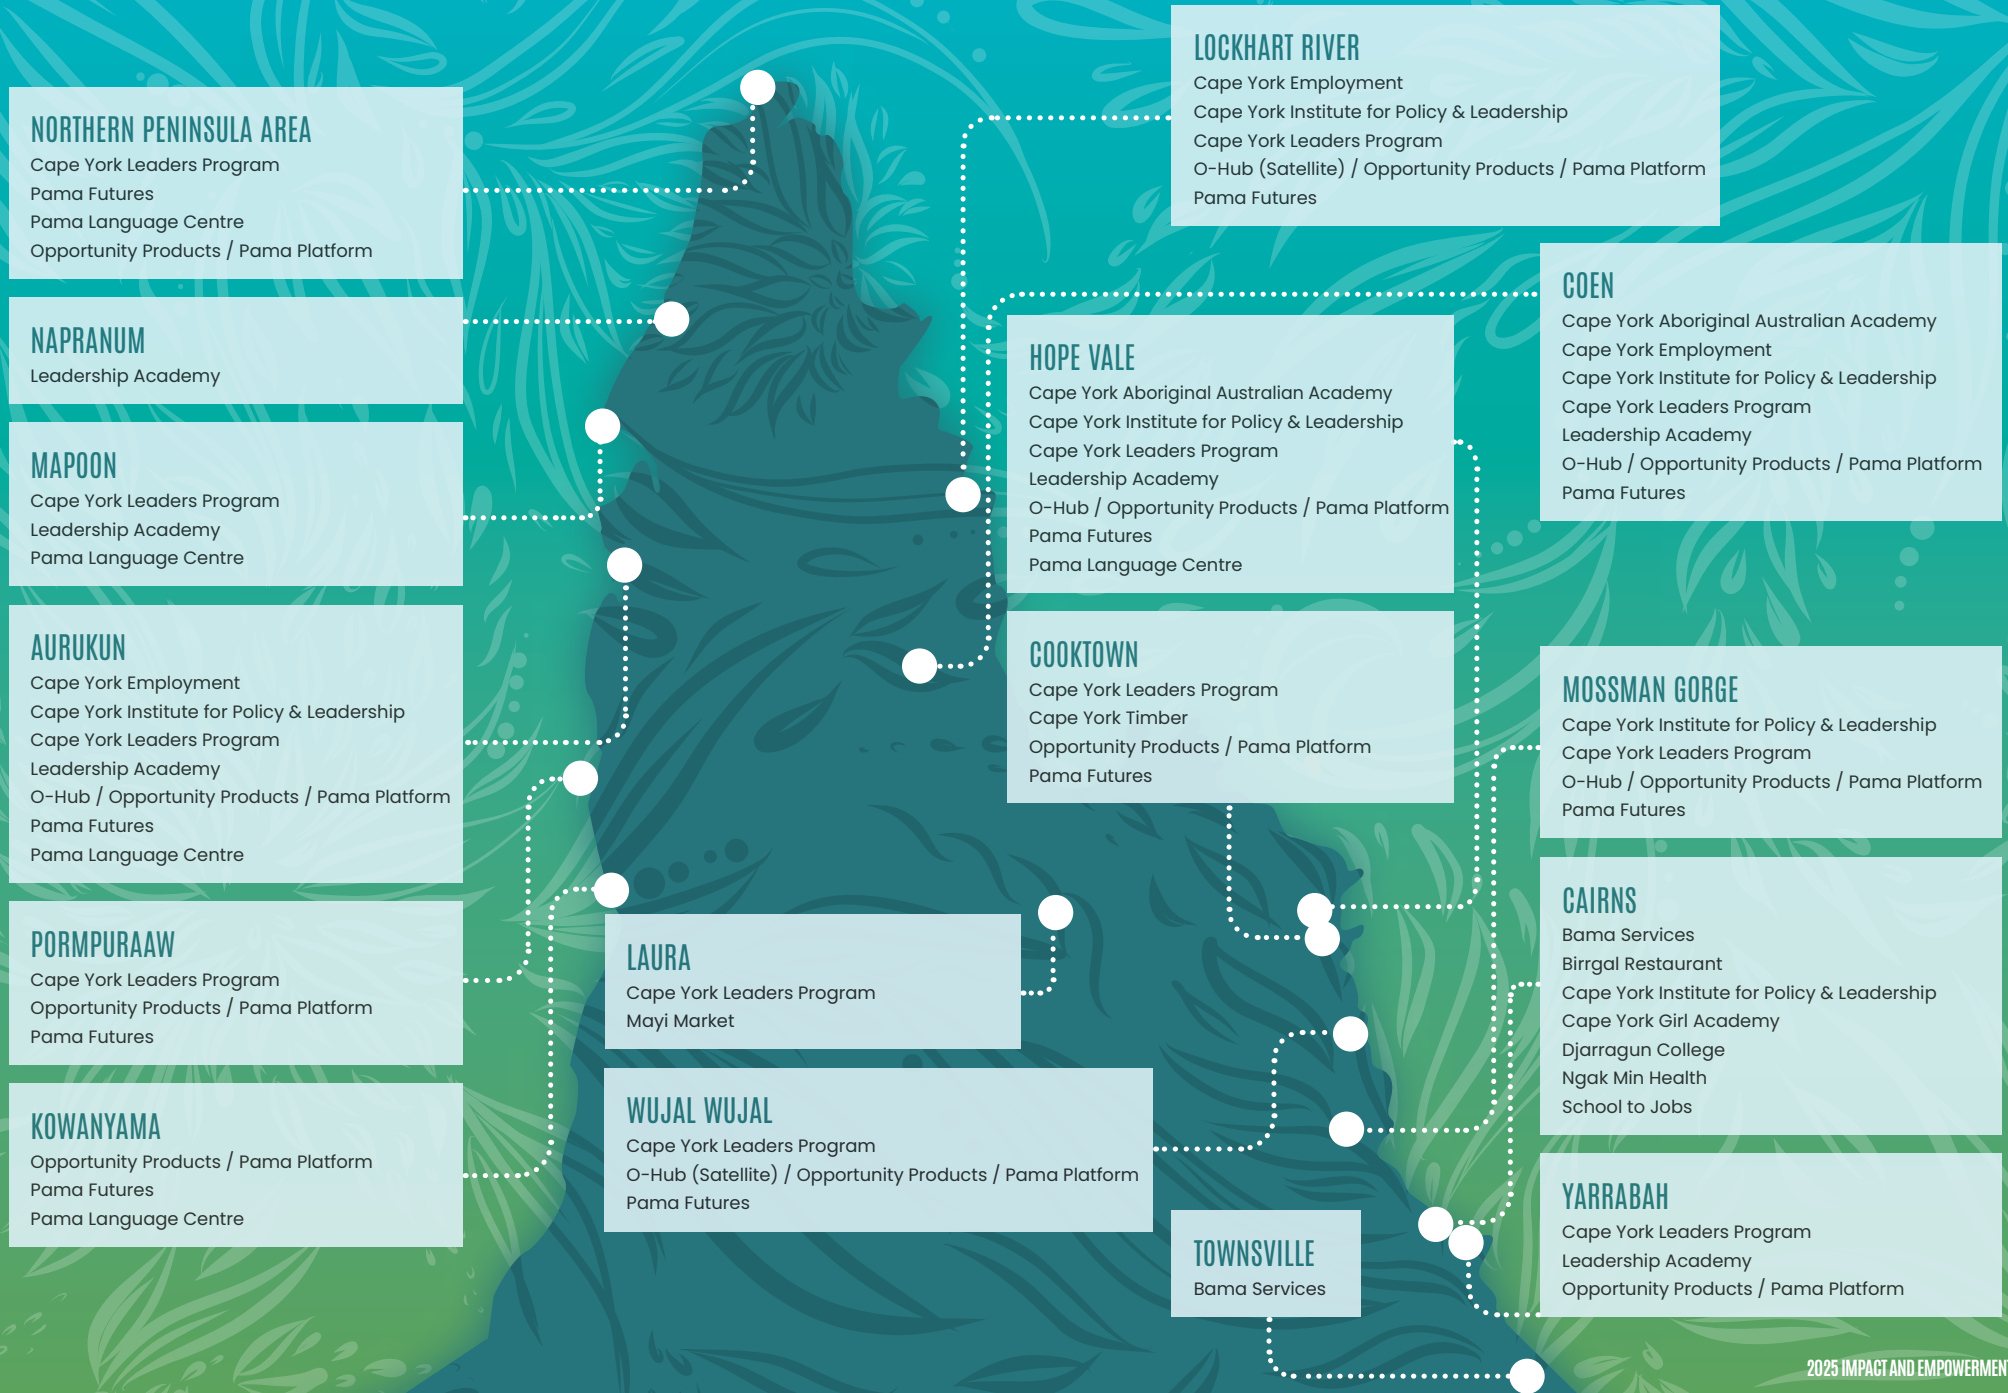 NORTHERN PENINSULA AREA
Cape York Leaders Program
Pama Futures
Pama Language Centre
Opportunity Products / Pama Platform
NAPRANUM
Leadership Academy
MAPOON
Cape York Leaders Program
Leadership Academy
Pama Language Centre
AURUKUN
Cape York Employment
Cape York Institute for Policy & Leadership
Cape York Leaders Program
Leadership Academy
O-Hub / Opportunity Products / Pama Platform
Pama Futures
Pama Language Centre
PORMPURAAW
Cape York Leaders Program
Opportunity Products / Pama Platform
Pama Futures
KOWANYAMA
Opportunity Products / Pama Platform
Pama Futures
Pama Language Centre
LAURA
Cape York Leaders Program
Mayi Market
WUJAL WUJAL
Cape York Leaders Program
O-Hub (Satellite) / Opportunity Products / Pama Platform
Pama Futures
LOCKHART RIVER
Cape York Employment
Cape York Institute for Policy & Leadership
Cape York Leaders Program
O-Hub (Satellite) / Opportunity Products / Pama Platform
Pama Futures
HOPE VALE
Cape York Aboriginal Australian Academy
Cape York Institute for Policy & Leadership
Cape York Leaders Program
Leadership Academy
O-Hub / Opportunity Products / Pama Platform
Pama Futures
Pama Language Centre
COOKTOWN
Cape York Leaders Program
Cape York Timber
Opportunity Products / Pama Platform
Pama Futures
TOWNSVILLE
Bama Services
COEN
Cape York Aboriginal Australian Academy
Cape York Employment
Cape York Institute for Policy & Leadership
Cape York Leaders Program
Leadership Academy
O-Hub / Opportunity Products / Pama Platform
Pama Futures
MOSSMAN GORGE
Cape York Institute for Policy & Leadership
Cape York Leaders Program
O-Hub / Opportunity Products / Pama Platform
Pama Futures
CAIRNS
Bama Services
Birrgal Restaurant
Cape York Institute for Policy & Leadership
Cape York Girl Academy
Djarragun College
Ngak Min Health
School to Jobs
YARRABAH
Cape York Leaders Program
Leadership Academy
Opportunity Products / Pama Platform
2025 IMPACT AND EMPOWERMENT